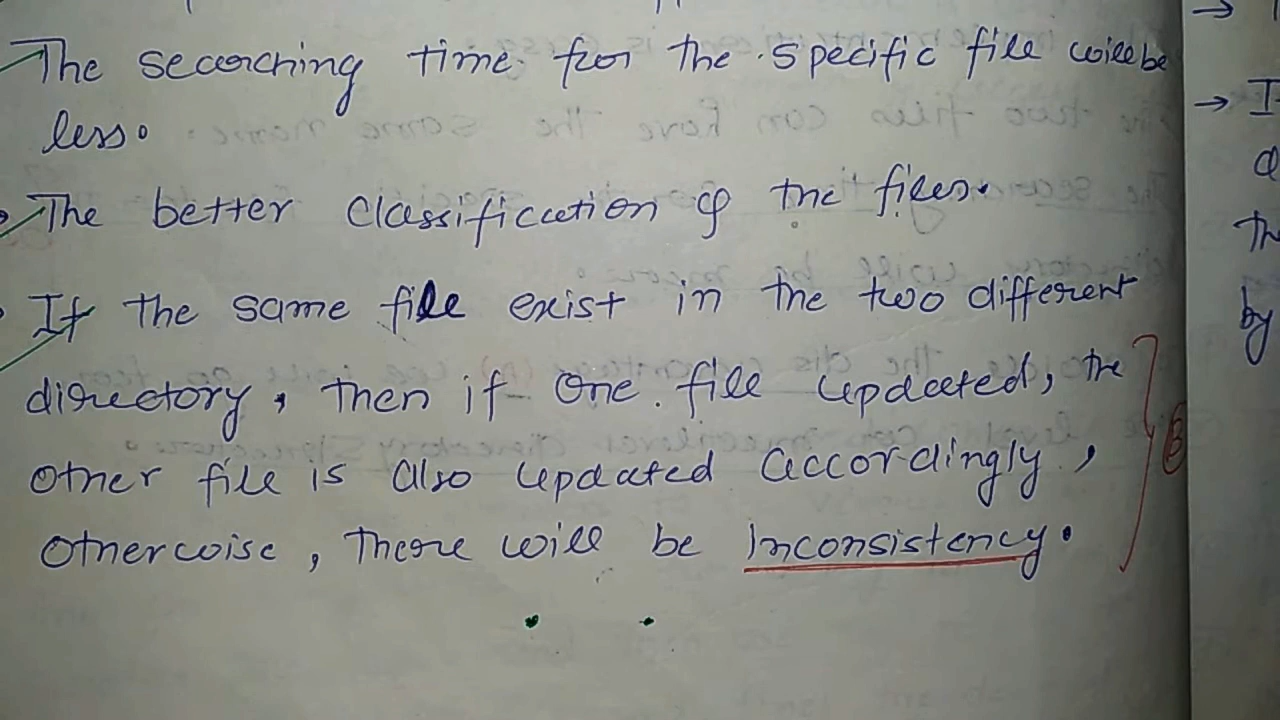 The searching time for the specific file will be
less.
The better classification of the files.
If the same file exist in the two different
directory, then if one file updated, the
other file is also updated accordingly,
otherwise, there will be Inconsistency.
→
→ I
th
by